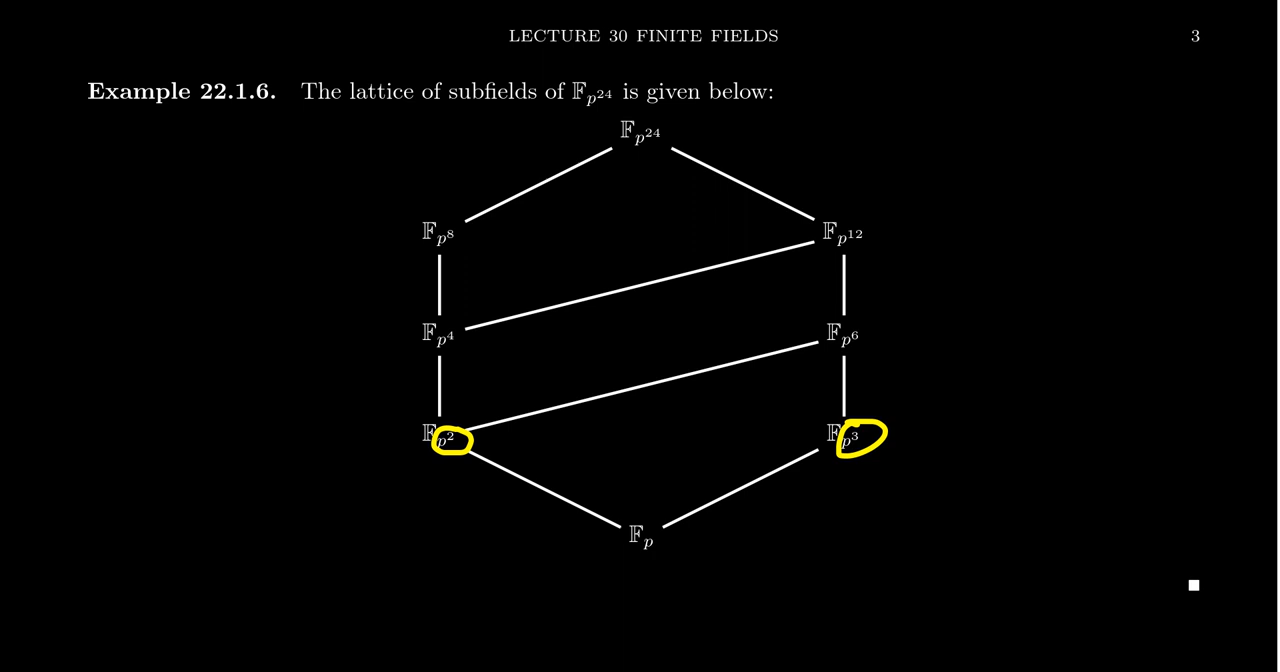 LECTURE 30 FINITE FIELDS 3
Example 22.1.6. The lattice of subfields of 𝔽_{p^{24}} is given below:
𝔽_{p^{24}}
𝔽_{p^8} 𝔽_{p^{12}}
𝔽_{p^4} 𝔽_{p^6}
𝔽_{p^2} 𝔽_{p^3}
𝔽_p